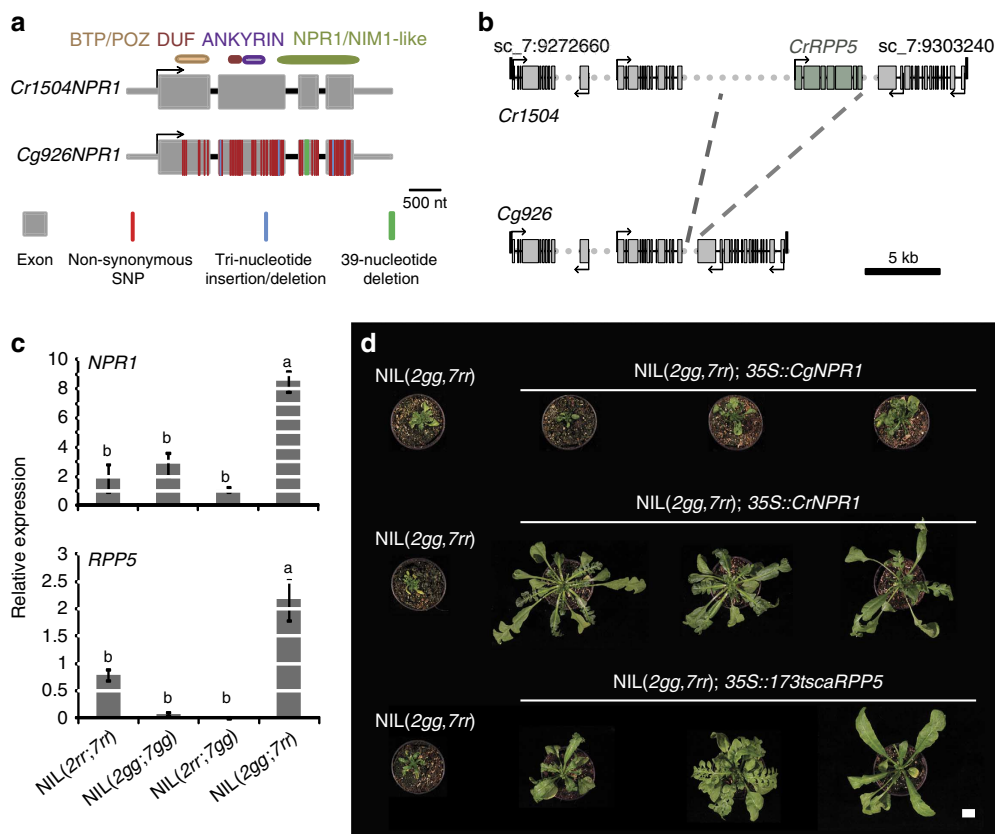 a
BTP/POZ DUF ANKYRIN NPR1/NIM1-like
Cr1504NPR1
Cg926NPR1
500 nt
Exon
Non-synonymous
SNP
Tri-nucleotide
insertion/deletion
39-nucleotide
deletion
b
sc_7:9272660
CrRPP5
sc_7:9303240
Cr1504
Cg926
5 kb
c
Relative expression
NPR1
10
8
6
4
2
0
b
b
b
a
RPP5
3
2.5
2
1.5
1
0.5
0
b
b
b
a
NIL(2rr;7rr)
NIL(2gg;7gg)
NIL(2rr;7gg)
NIL(2gg;7rr)
d
NIL(2gg,7rr)
NIL(2gg,7rr); 35S::CgNPR1
NIL(2gg,7rr)
NIL(2gg,7rr); 35S::CrNPR1
NIL(2gg,7rr)
NIL(2gg,7rr); 35S::173tscaRPP5